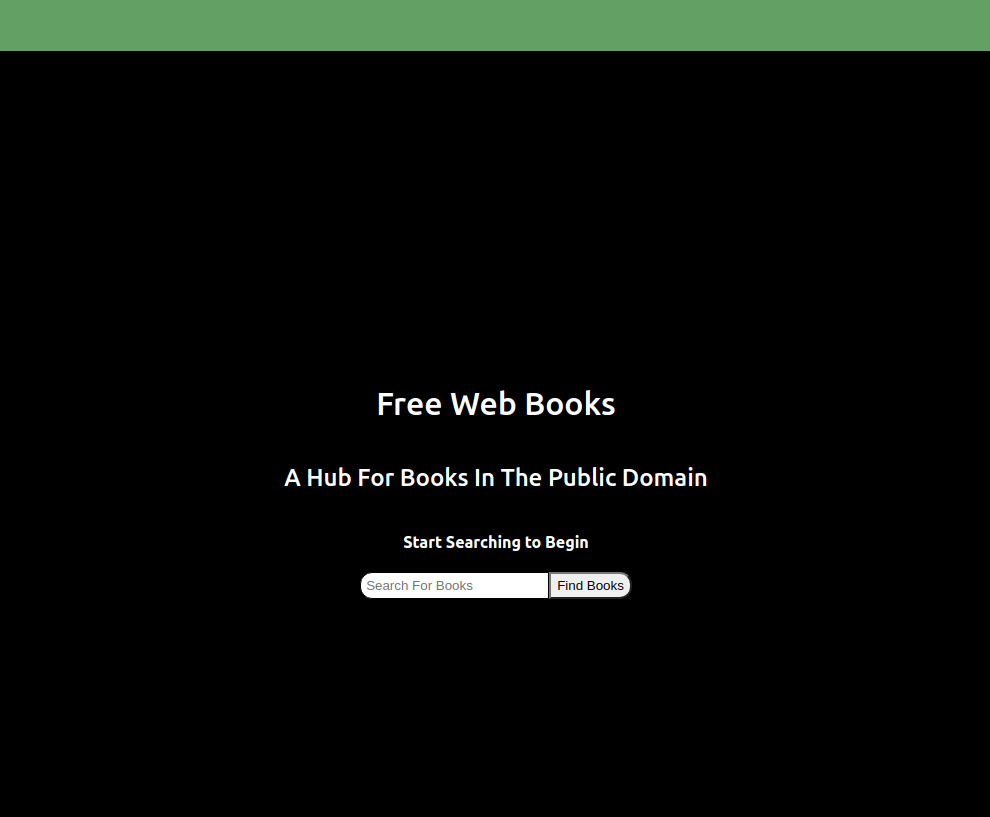 Free Web Books
A Hub For Books In The Public Domain
Start Searching to Begin
Search For Books Find Books